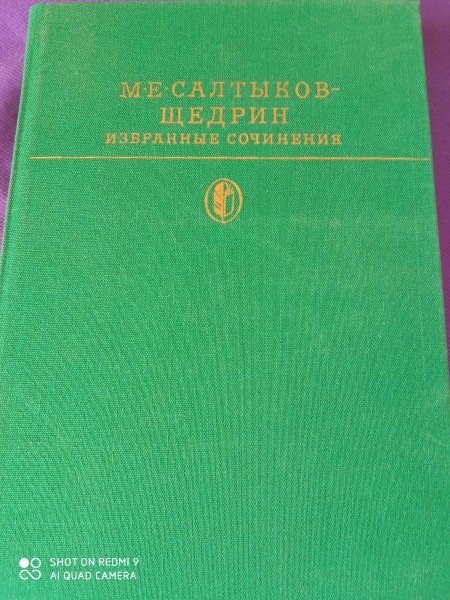 М·Е·САЛТЫКОВ-
ЩЕДРИН
ИЗБРАННЫЕ СОЧИНЕНИЯ
SHOT ON REDMI 9
AI QUAD CAMERA